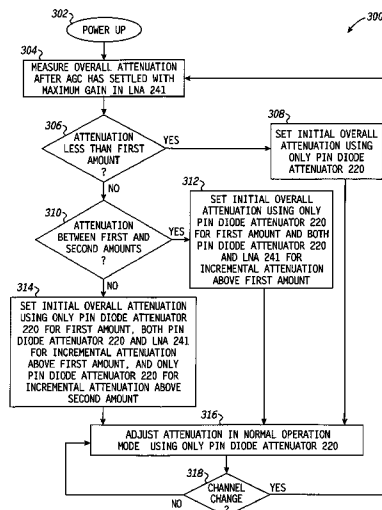 302
POWER UP
300
304
MEASURE OVERALL ATTENUATION
AFTER AGC HAS SETTLED WITH
MAXIMUM GAIN IN LNA 241
306
ATTENUATION
LESS THAN FIRST
AMOUNT
?
YES
NO
308
SET INITIAL OVERALL
ATTENUATION USING
ONLY PIN DIODE
ATTENUATOR 220
310
ATTENUATION
BETWEEN FIRST AND
SECOND AMOUNTS
?
YES
NO
312
SET INITIAL OVERALL
ATTENUATION USING ONLY
PIN DIODE ATTENUATOR 220
FOR FIRST AMOUNT AND BOTH
PIN DIODE ATTENUATOR 220
AND LNA 241 FOR
INCREMENTAL ATTENUATION
ABOVE FIRST AMOUNT
314
SET INITIAL OVERALL ATTENUATION
USING ONLY PIN DIODE ATTENUATOR
220 FOR FIRST AMOUNT, BOTH PIN
DIODE ATTENUATOR 220 AND LNA 241
FOR INCREMENTAL ATTENUATION
ABOVE FIRST AMOUNT, AND ONLY
PIN DIODE ATTENUATOR 220 FOR
INCREMENTAL ATTENUATION ABOVE
SECOND AMOUNT
316
ADJUST ATTENUATION IN NORMAL OPERATION
MODE USING ONLY PIN DIODE ATTENUATOR 220
318
CHANNEL
CHANGE
?
NO
YES